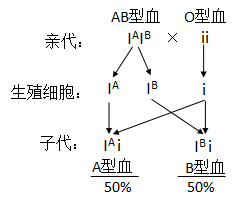 AB型血 O型血
亲代： IᴬIᴮ × ii
生殖细胞： Iᴬ Iᴮ i
子代： Iᴬi Iᴮi
A型血 B型血
50% 50%